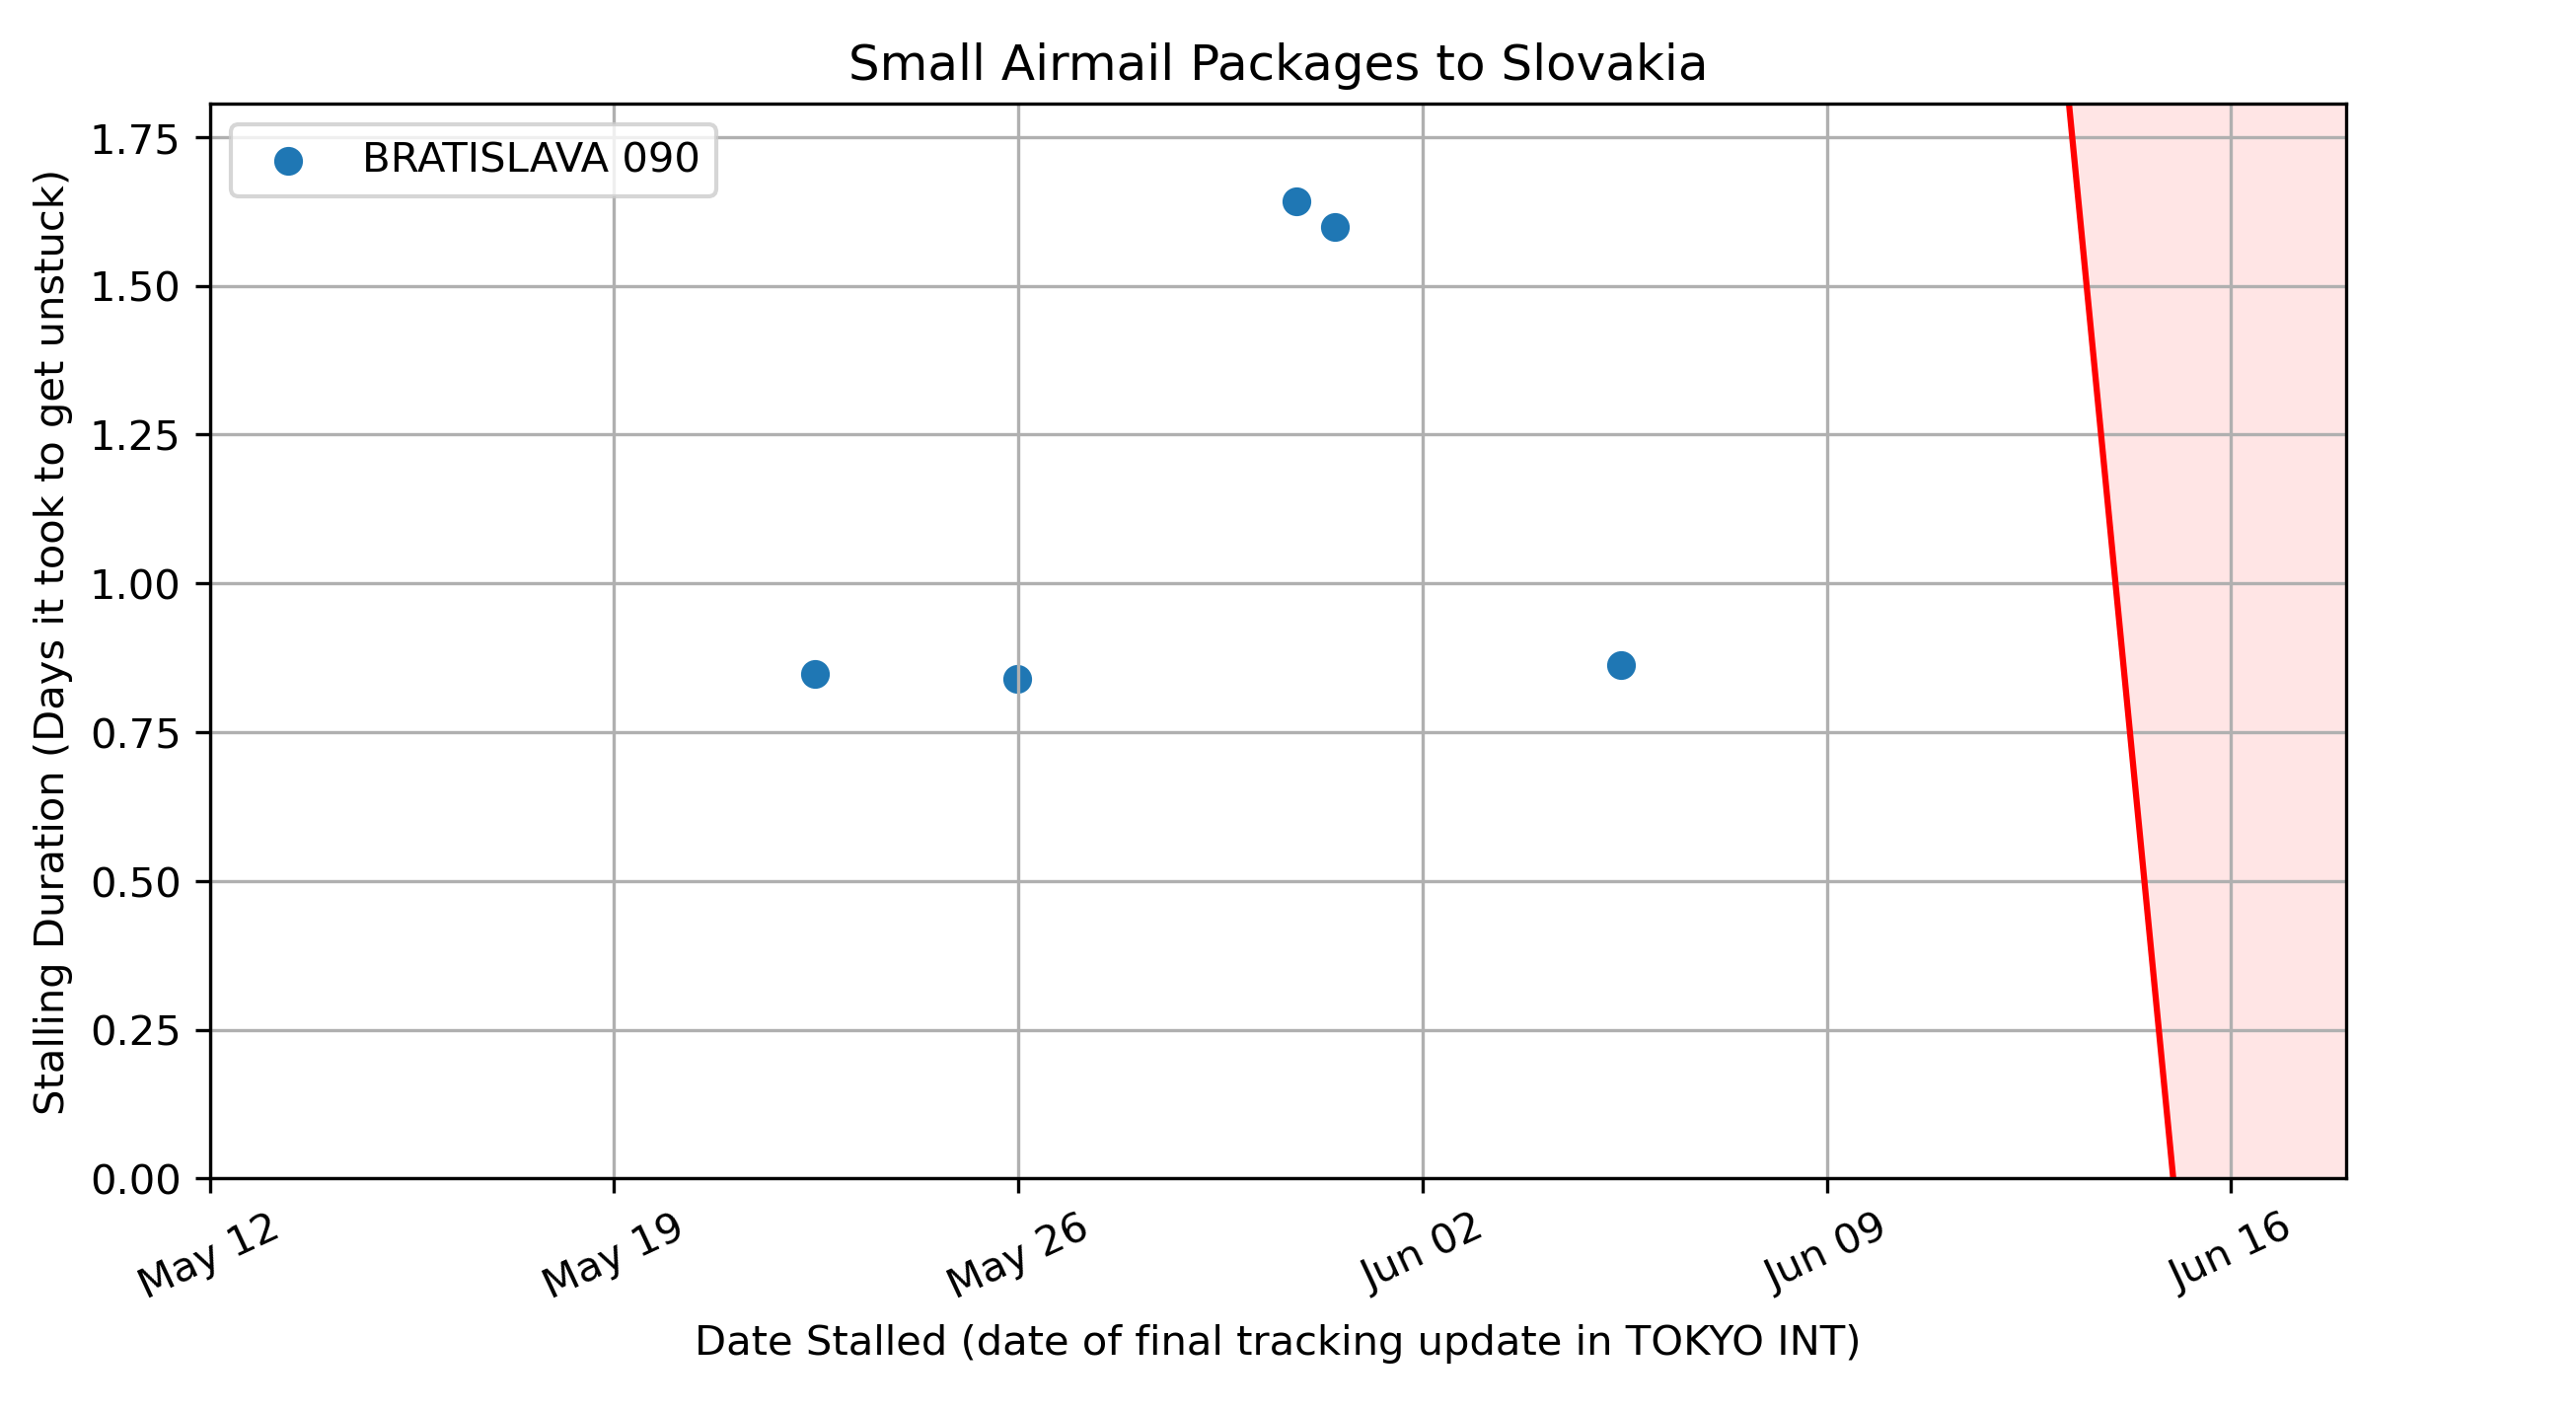 Small Airmail Packages to Slovakia
BRATISLAVA 090
Stalling Duration (Days it took to get unstuck)
1.75
1.50
1.25
1.00
0.75
0.50
0.25
0.00
May 12
May 19
May 26
Jun 02
Jun 09
Jun 16
Date Stalled (date of final tracking update in TOKYO INT)